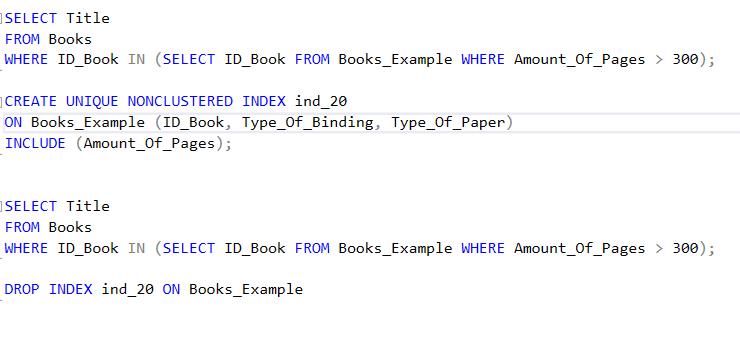 SELECT Title
FROM Books
WHERE ID_Book IN (SELECT ID_Book FROM Books_Example WHERE Amount_Of_Pages > 300);
CREATE UNIQUE NONCLUSTERED INDEX ind_20
ON Books_Example (ID_Book, Type_Of_Binding, Type_Of_Paper)
INCLUDE (Amount_Of_Pages);
SELECT Title
FROM Books
WHERE ID_Book IN (SELECT ID_Book FROM Books_Example WHERE Amount_Of_Pages > 300);
DROP INDEX ind_20 ON Books_Example